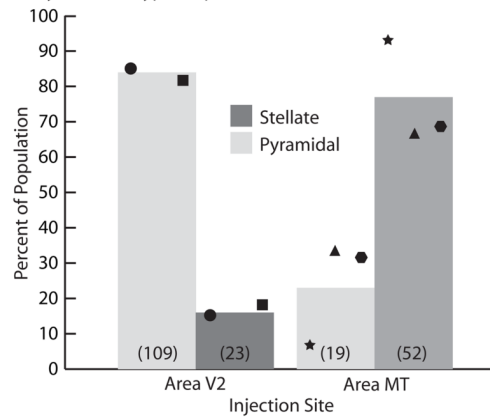 100
90
80
70
60
50
40
30
20
10
0
Percent of Population
Stellate
Pyramidal
(109) (23) (19) (52)
Area V2 Area MT
Injection Site